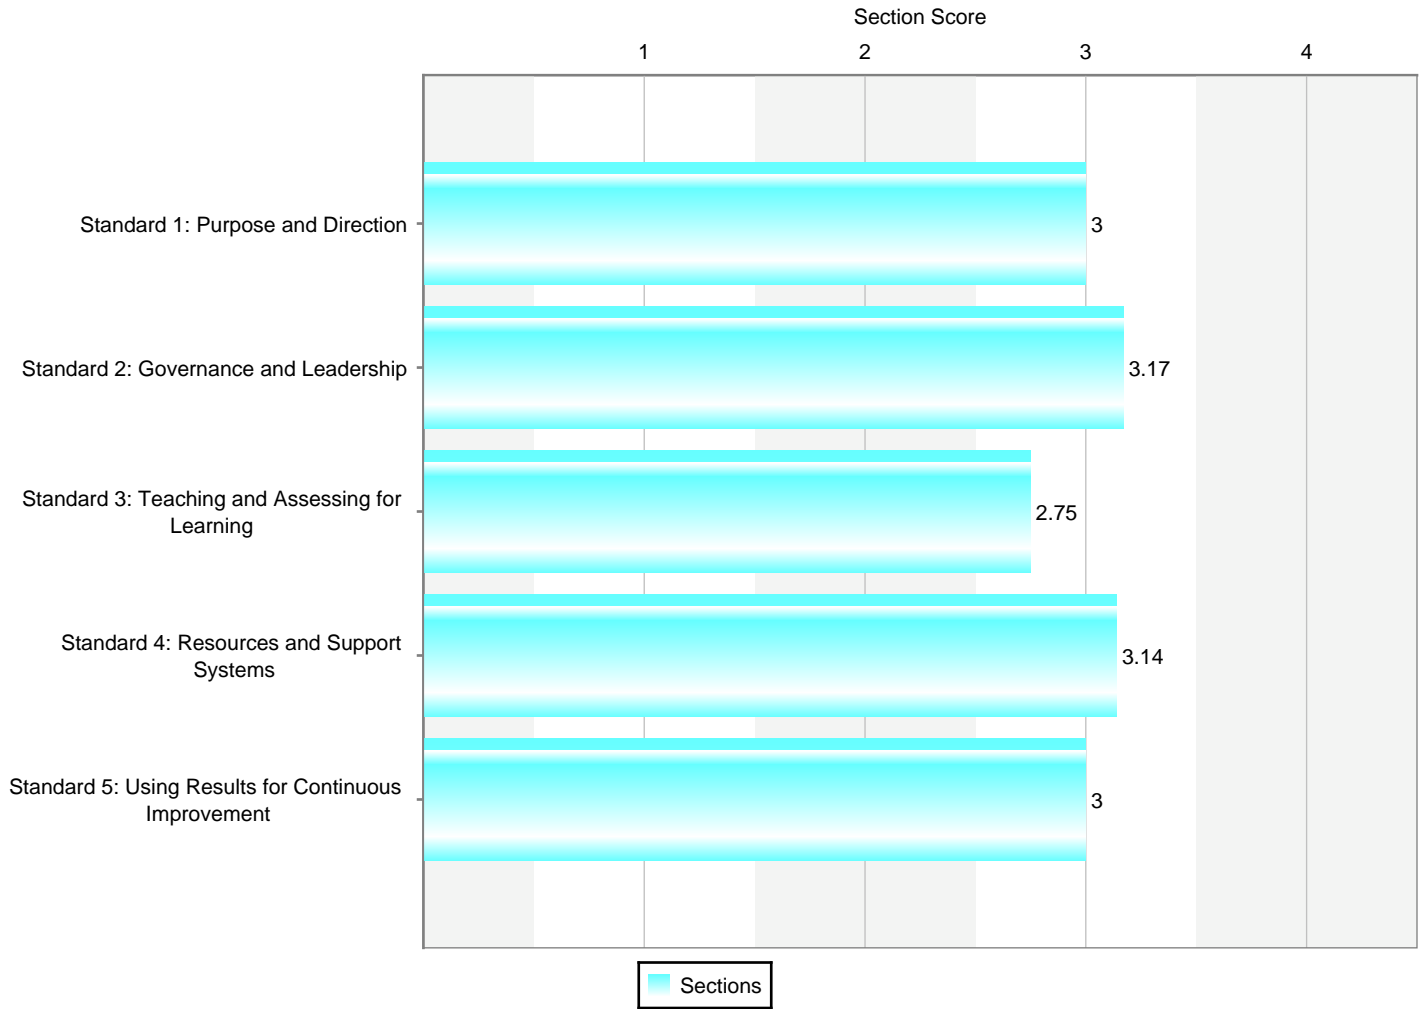 Section Score
1 2 3 4
Standard 1: Purpose and Direction
3
Standard 2: Governance and Leadership
3.17
Standard 3: Teaching and Assessing for
Learning
2.75
Standard 4: Resources and Support
Systems
3.14
Standard 5: Using Results for Continuous
Improvement
3
Sections